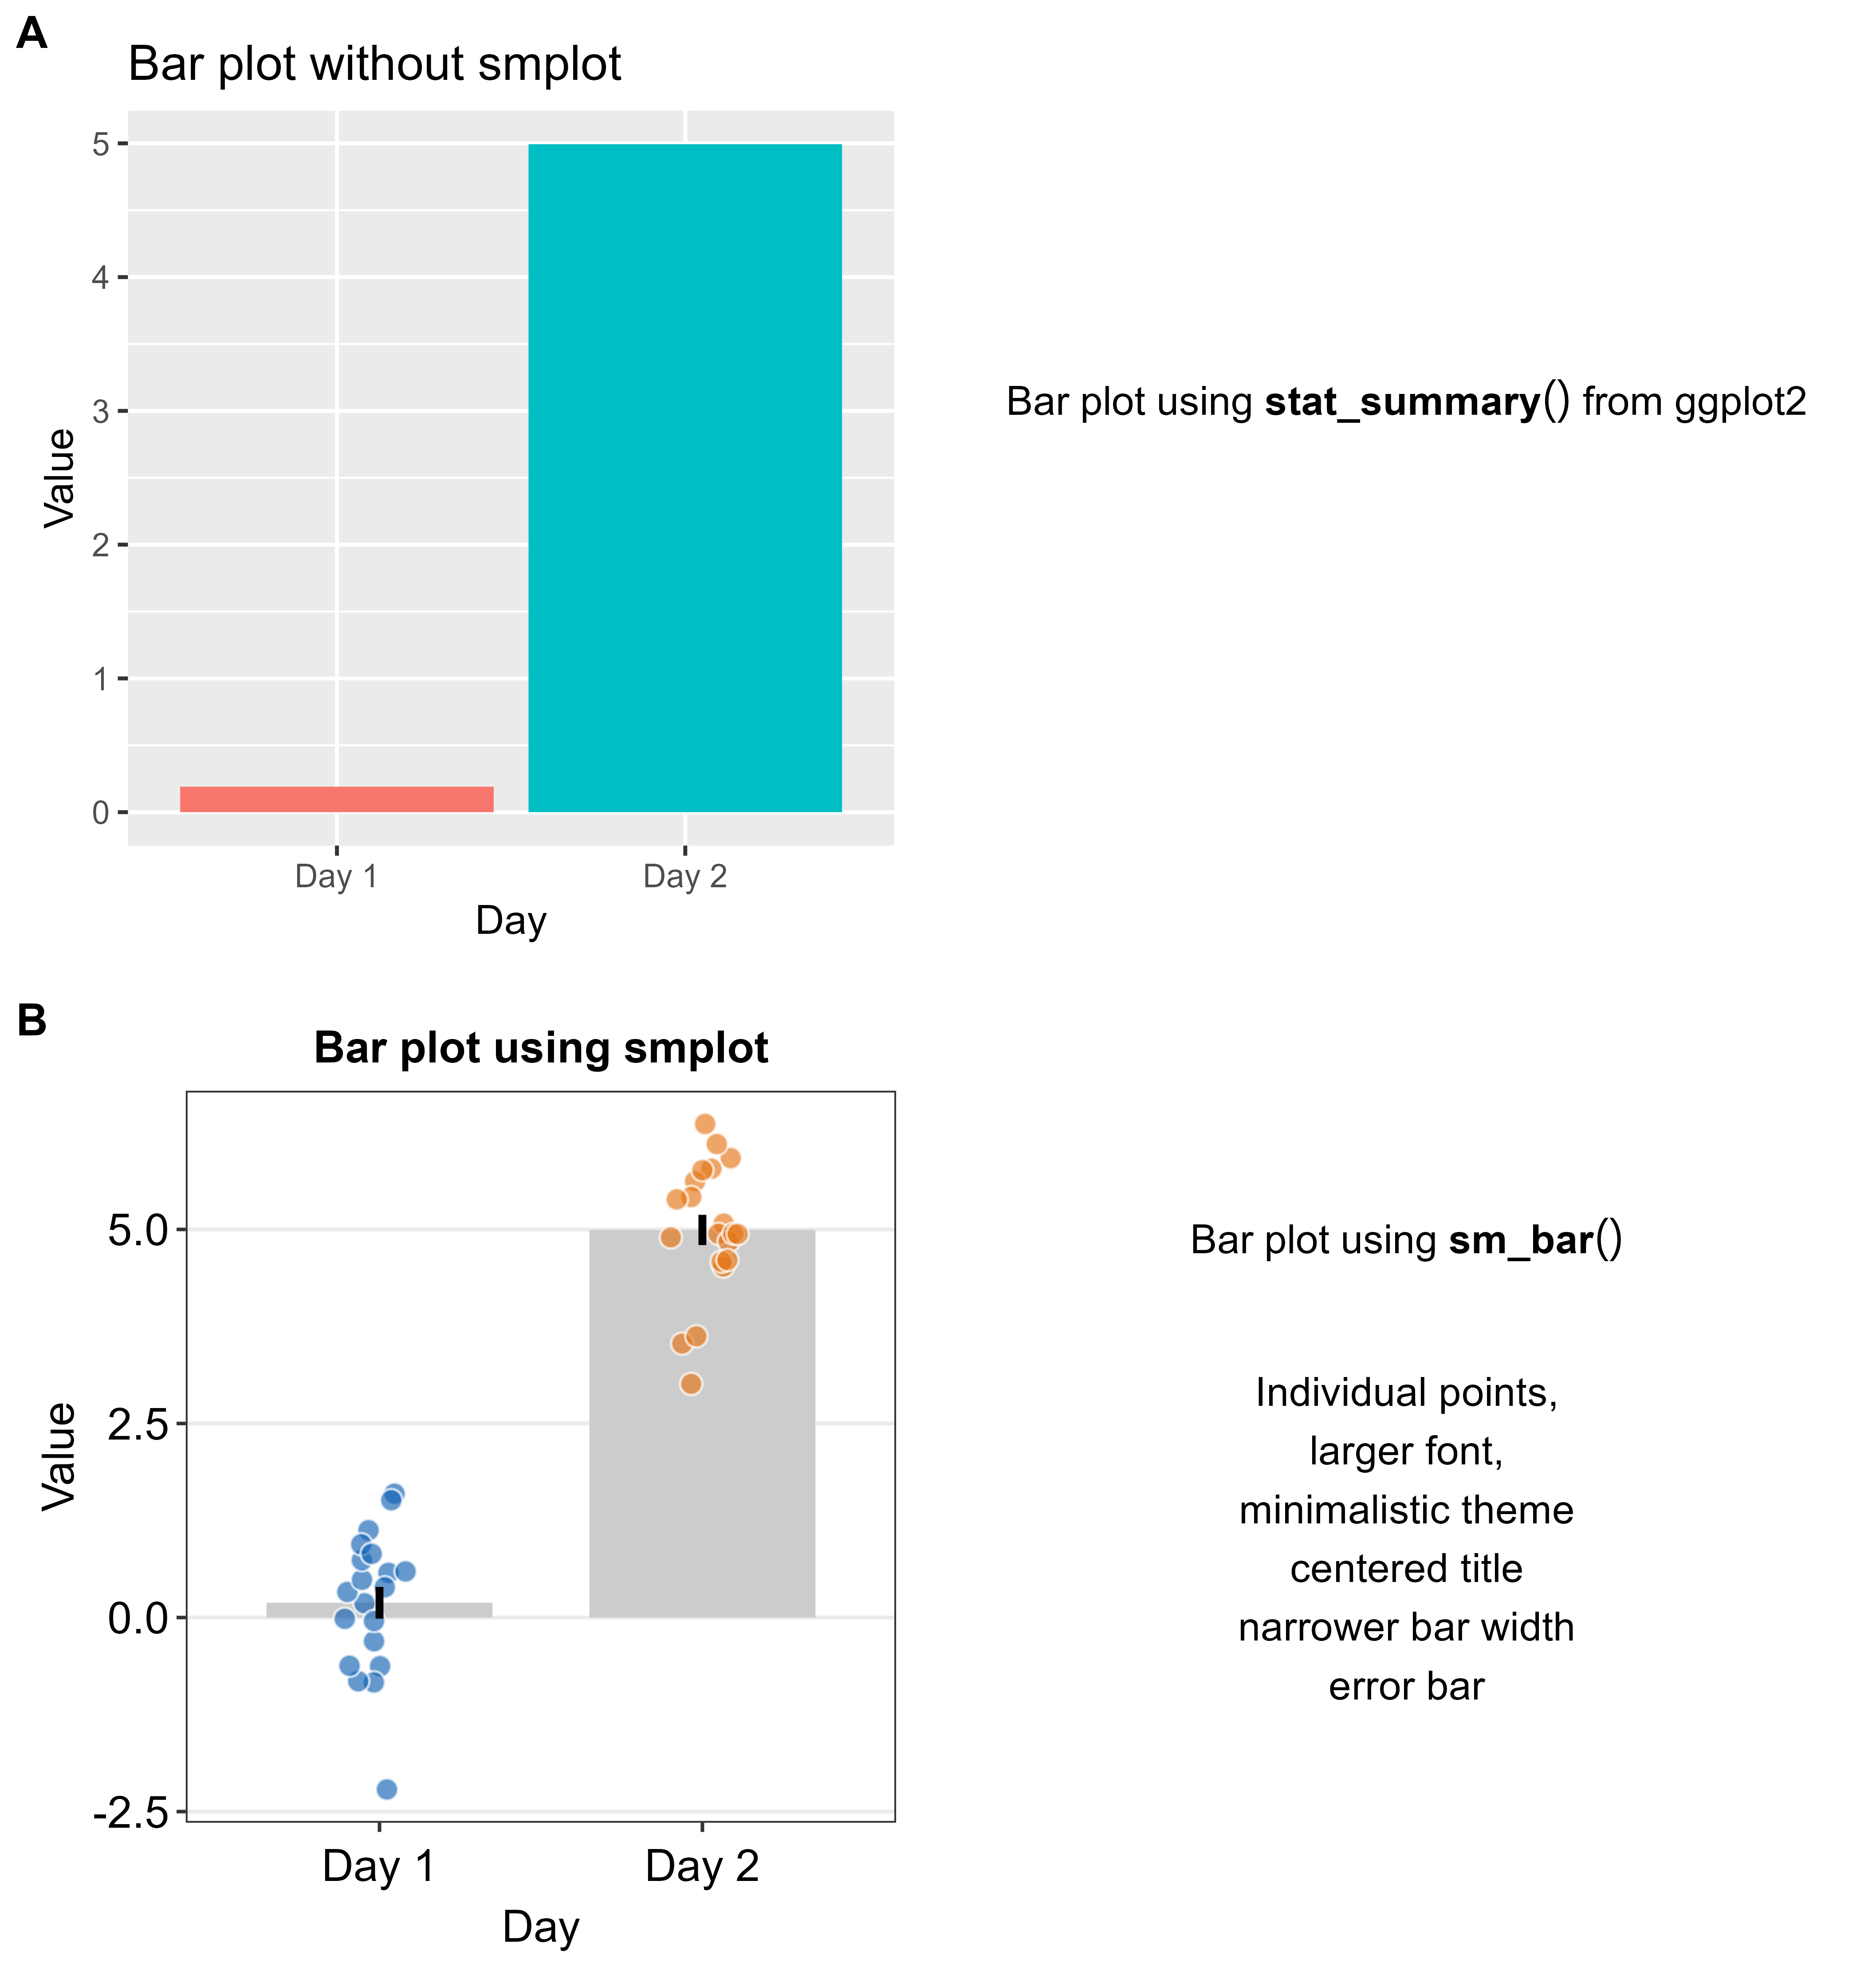 A
Bar plot without smplot
5
4
3
2
1
0
Value
Day 1 Day 2
Day
Bar plot using stat_summary() from ggplot2
B
Bar plot using smplot
5.0
2.5
0.0
-2.5
Value
Day 1 Day 2
Day
Bar plot using sm_bar()
Individual points,
larger font,
minimalistic theme
centered title
narrower bar width
error bar